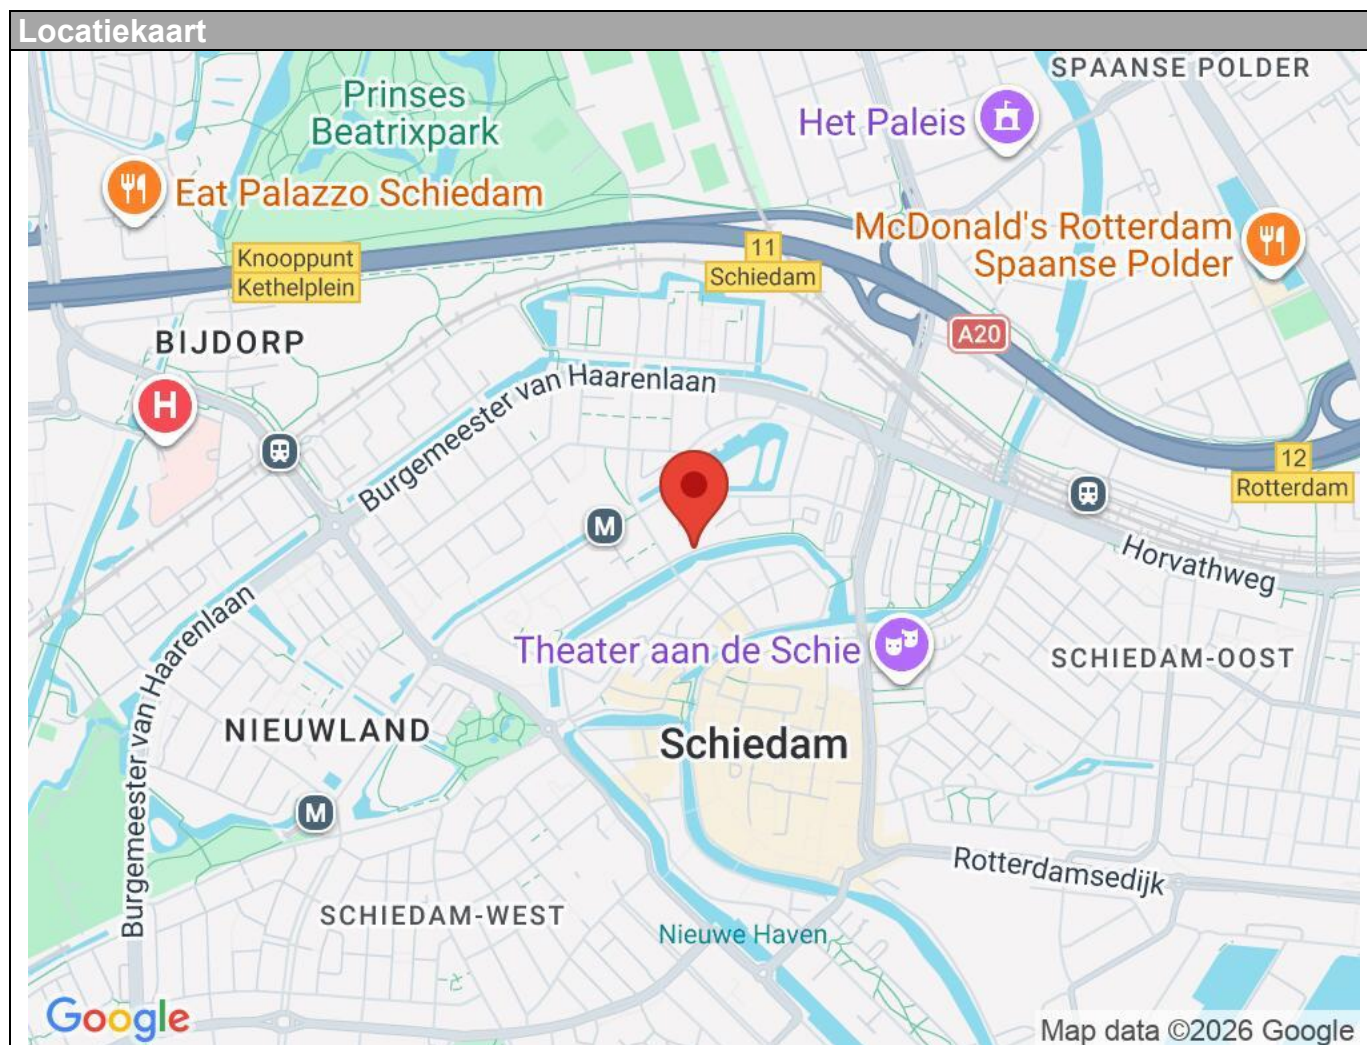 Locatiekaart
SPAANSE POLDER
Prinses
Beatrixpark
Het Paleis
Eat Palazzo Schiedam
McDonald's Rotterdam
Spaanse Polder
Knooppunt
Kethelplein
11
Schiedam
A20
BIJDORP
H
Burgemeester van Haarenlaan
12
Rotterdam
M
Horvathweg
Burgemeester van Haarenlaan
Theater aan de Schie
SCHIEDAM-OOST
NIEUWLAND
Schiedam
M
Rotterdamsedijk
SCHIEDAM-WEST
Nieuwe Haven
Google
Map data ©2026 Google